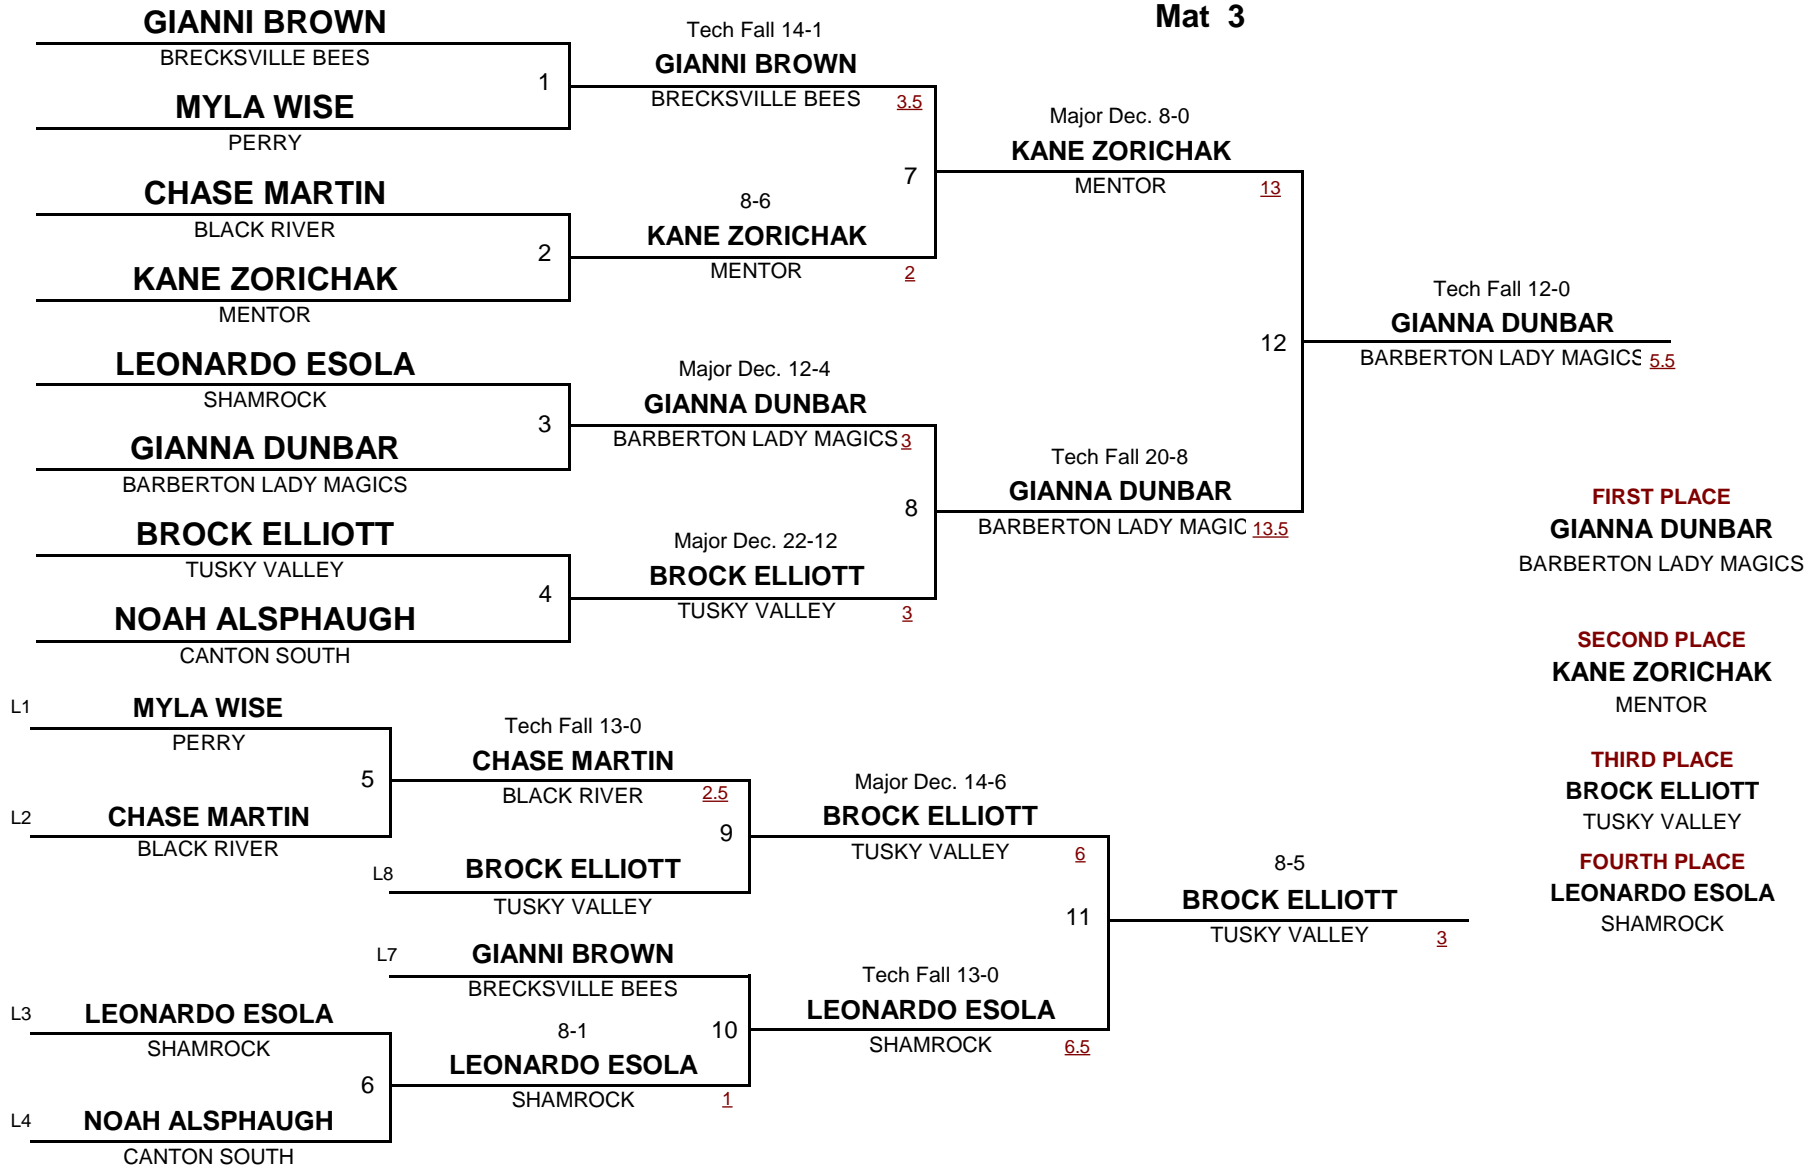 Mat 3
GIANNI BROWN
BRECKSVILLE BEES
1
MYLA WISE
PERRY
CHASE MARTIN
BLACK RIVER
2
KANE ZORICHAK
MENTOR
LEONARDO ESOLA
SHAMROCK
3
GIANNA DUNBAR
BARBERTON LADY MAGICS
BROCK ELLIOTT
TUSKY VALLEY
4
NOAH ALSPHAUGH
CANTON SOUTH
Tech Fall 14-1
GIANNI BROWN
BRECKSVILLE BEES 3.5
7
8-6
KANE ZORICHAK
MENTOR 2
Major Dec. 12-4
GIANNA DUNBAR
BARBERTON LADY MAGICS 3
8
Major Dec. 22-12
BROCK ELLIOTT
TUSKY VALLEY 3
Major Dec. 8-0
KANE ZORICHAK
MENTOR 13
12
Tech Fall 20-8
GIANNA DUNBAR
BARBERTON LADY MAGIC 13.5
Tech Fall 12-0
GIANNA DUNBAR
BARBERTON LADY MAGICS 5.5
FIRST PLACE
GIANNA DUNBAR
BARBERTON LADY MAGICS
SECOND PLACE
KANE ZORICHAK
MENTOR
THIRD PLACE
BROCK ELLIOTT
TUSKY VALLEY
FOURTH PLACE
LEONARDO ESOLA
SHAMROCK
L1 MYLA WISE
PERRY
5
L2 CHASE MARTIN
BLACK RIVER
L3 LEONARDO ESOLA
SHAMROCK
6
L4 NOAH ALSPHAUGH
CANTON SOUTH
Tech Fall 13-0
CHASE MARTIN
BLACK RIVER 2.5
9
L8 BROCK ELLIOTT
TUSKY VALLEY
L7 GIANNI BROWN
BRECKSVILLE BEES
10
8-1
LEONARDO ESOLA
SHAMROCK 1
Major Dec. 14-6
BROCK ELLIOTT
TUSKY VALLEY 6
11
Tech Fall 13-0
LEONARDO ESOLA
SHAMROCK 6.5
8-5
BROCK ELLIOTT
TUSKY VALLEY 3